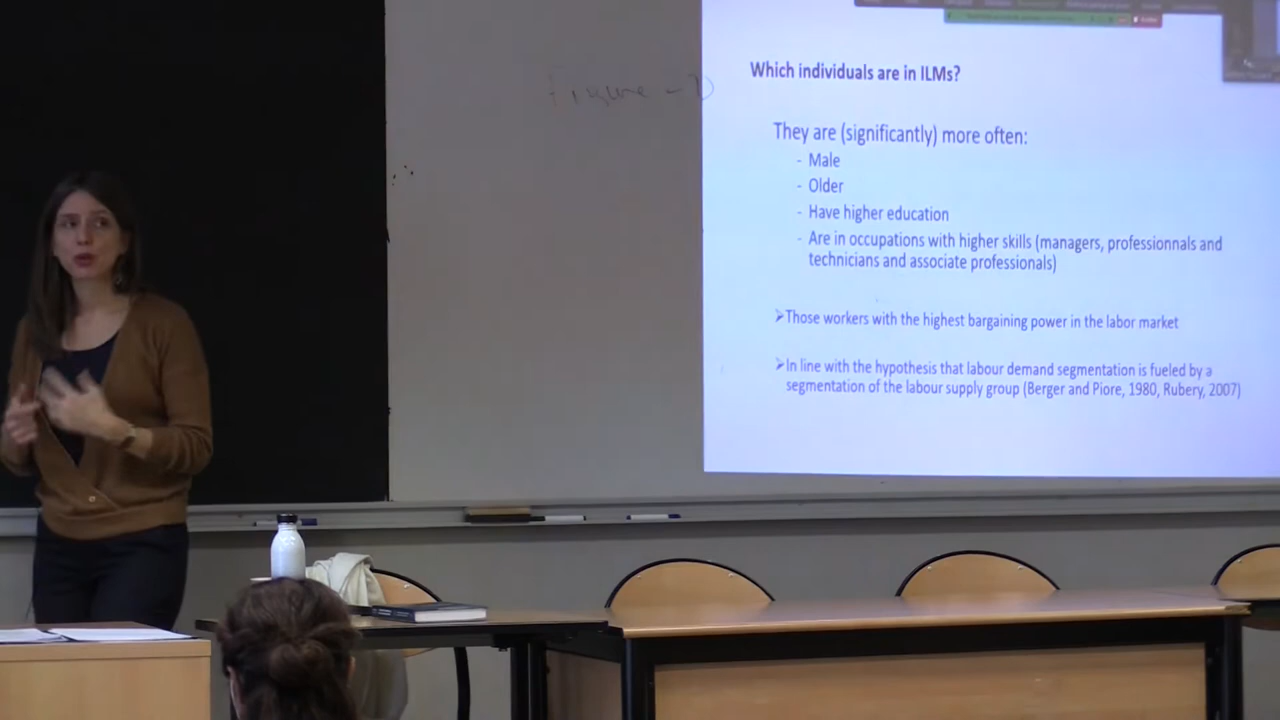 Which individuals are in ILMs?
They are (significantly) more often:
- Male
- Older
- Have higher education
- Are in occupations with higher skills (managers, professionnals and
technicians and associate professionals)
Those workers with the highest bargaining power in the labor market
In line with the hypothesis that labour demand segmentation is fueled by a
segmentation of the labour supply group (Berger and Piore, 1980, Rubery, 2007)